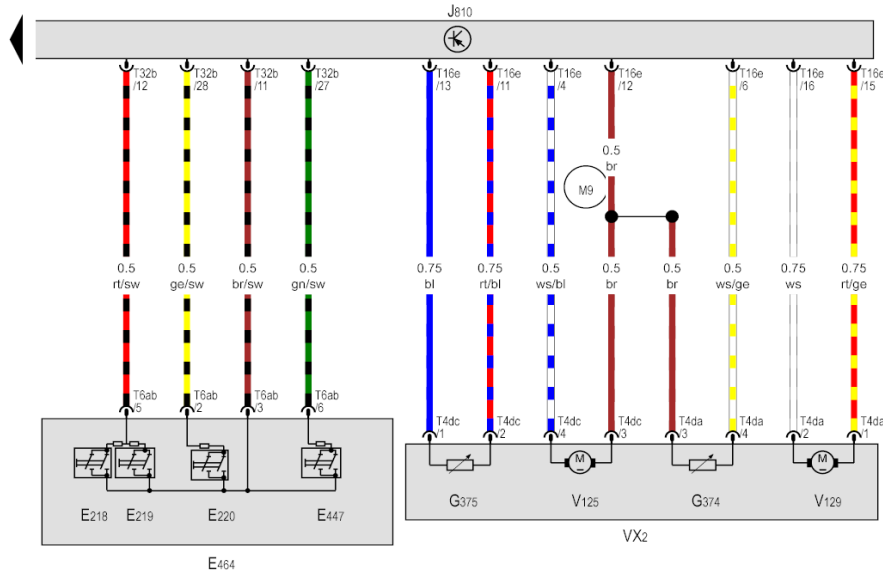 J810
T32b
/12
T32b
/28
T32b
/11
T32b
/27
T16e
/13
T16e
/11
T16e
/4
T16e
/12
T16e
/6
T16e
/16
T16e
/15
0.5
br
M9
0.5
rt/sw
0.5
ge/sw
0.5
br/sw
0.5
gn/sw
0.75
bl
0.75
rt/bl
0.5
ws/bl
0.5
br
0.5
br
0.5
ws/ge
0.75
ws
0.75
rt/ge
T6ab
/5
T6ab
/2
T6ab
/3
T6ab
/6
T4dc
/1
T4dc
/2
T4dc
/4
T4dc
/3
T4da
/3
T4da
/4
T4da
/2
T4da
/1
M
M
E218
E219
E220
E447
G375
V125
G374
V129
E464
VX2